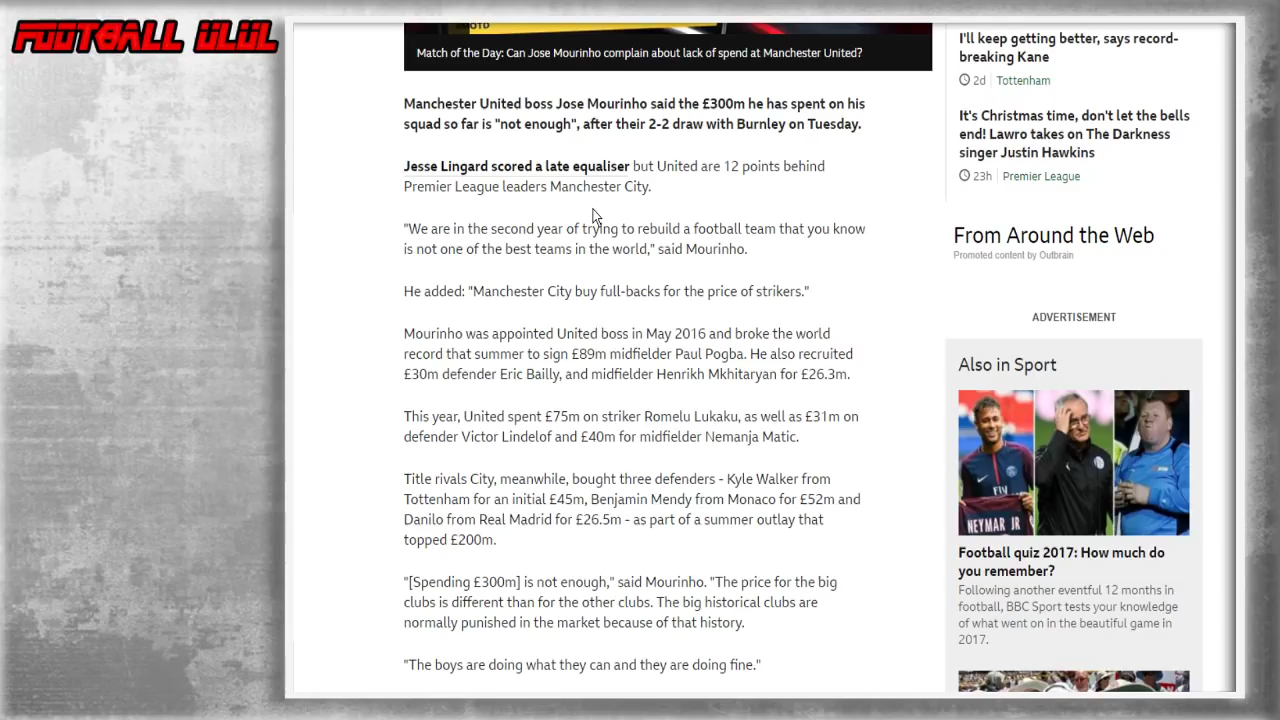 FOOTBALL ULUL
MOTD
Match of the Day: Can Jose Mourinho complain about lack of spend at Manchester United?
Manchester United boss Jose Mourinho said the £300m he has spent on his
squad so far is "not enough", after their 2-2 draw with Burnley on Tuesday.
Jesse Lingard scored a late equaliser but United are 12 points behind
Premier League leaders Manchester City.
"We are in the second year of trying to rebuild a football team that you know
is not one of the best teams in the world," said Mourinho.
He added: "Manchester City buy full-backs for the price of strikers."
Mourinho was appointed United boss in May 2016 and broke the world
record that summer to sign £89m midfielder Paul Pogba. He also recruited
£30m defender Eric Bailly, and midfielder Henrikh Mkhitaryan for £26.3m.
This year, United spent £75m on striker Romelu Lukaku, as well as £31m on
defender Victor Lindelof and £40m for midfielder Nemanja Matic.
Title rivals City, meanwhile, bought three defenders - Kyle Walker from
Tottenham for an initial £45m, Benjamin Mendy from Monaco for £52m and
Danilo from Real Madrid for £26.5m - as part of a summer outlay that
topped £200m.
"[Spending £300m] is not enough," said Mourinho. "The price for the big
clubs is different than for the other clubs. The big historical clubs are
normally punished in the market because of that history.
"The boys are doing what they can and they are doing fine."
I'll keep getting better, says record-
breaking Kane
2d | Tottenham
It's Christmas time, don't let the bells
end! Lawro takes on The Darkness
singer Justin Hawkins
23h | Premier League
From Around the Web
Promoted content by Outbrain
ADVERTISEMENT
Also in Sport
NEYMAR JR
Football quiz 2017: How much do
you remember?
Following another eventful 12 months in
football, BBC Sport tests your knowledge
of what went on in the beautiful game in
2017.